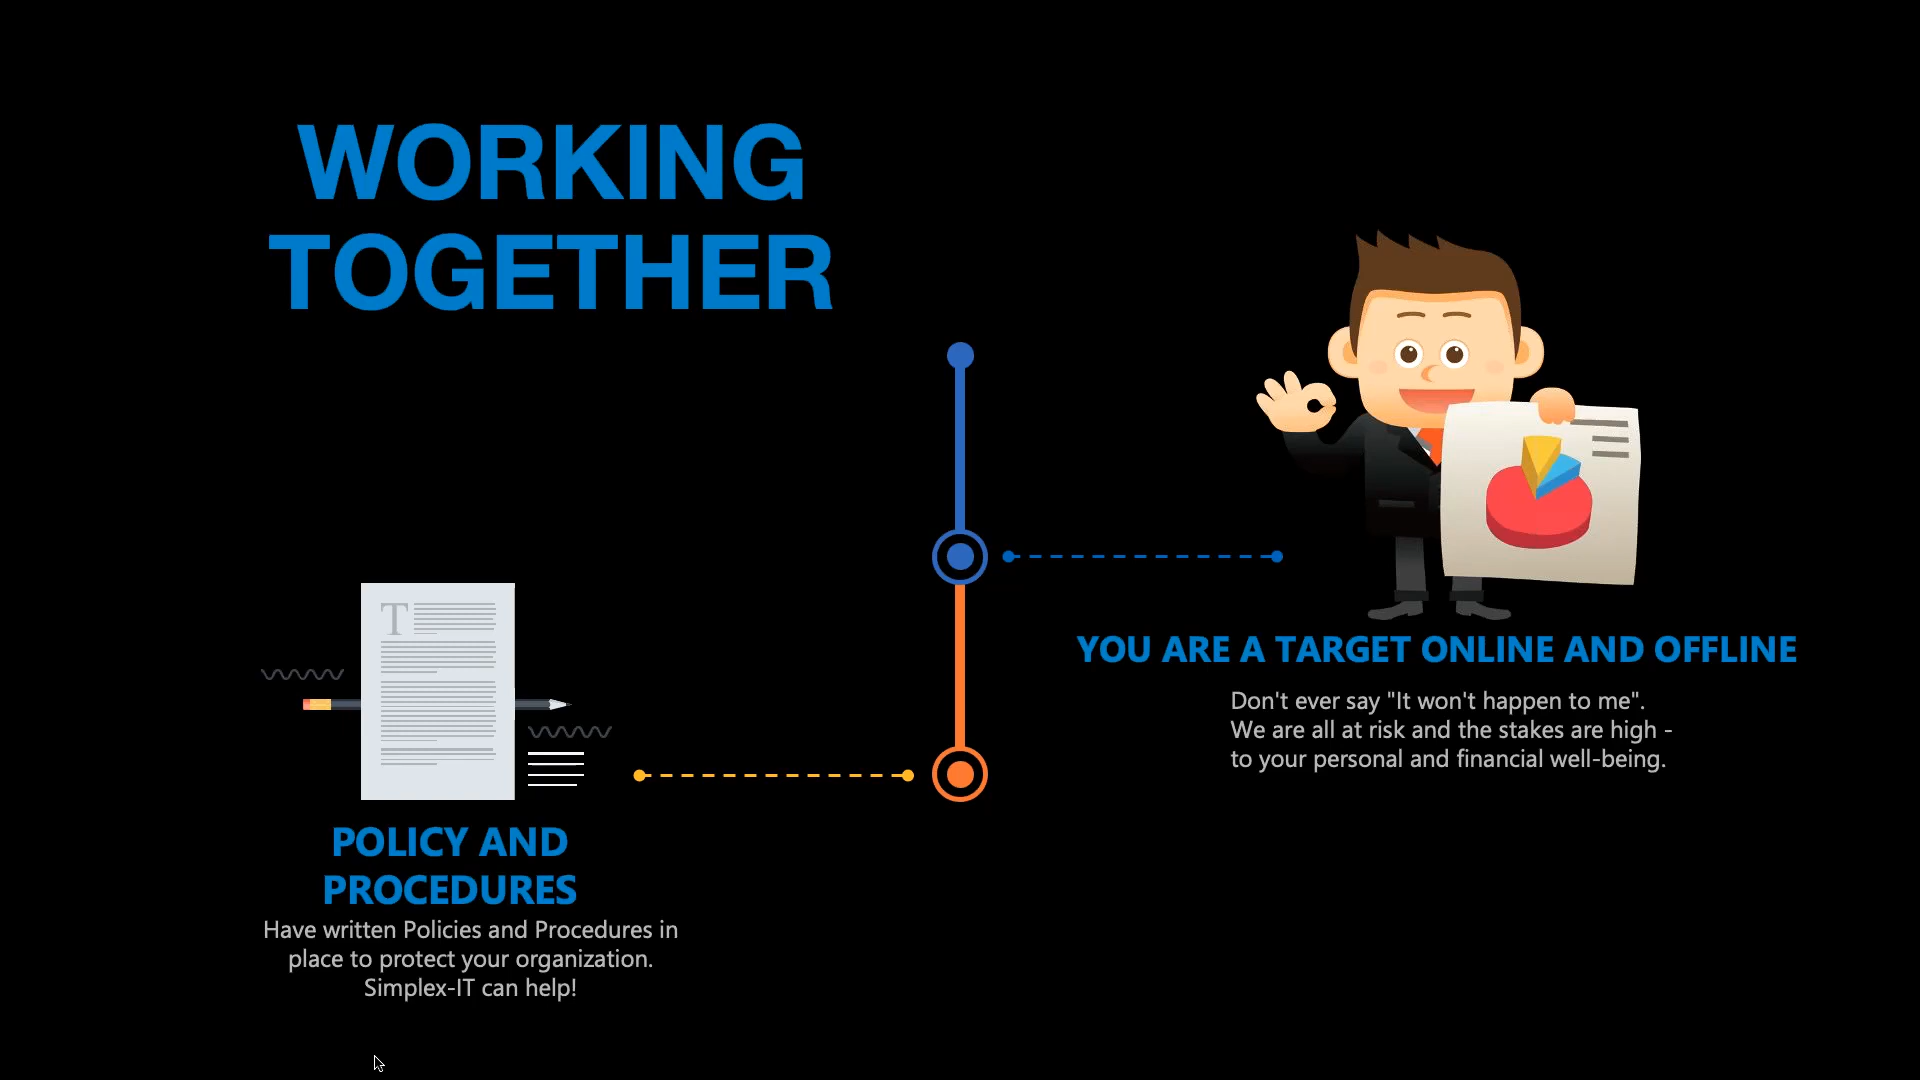 WORKING
TOGETHER
YOU ARE A TARGET ONLINE AND OFFLINE
Don't ever say "It won't happen to me".
We are all at risk and the stakes are high -
to your personal and financial well-being.
T
POLICY AND
PROCEDURES
Have written Policies and Procedures in
place to protect your organization.
Simplex-IT can help!